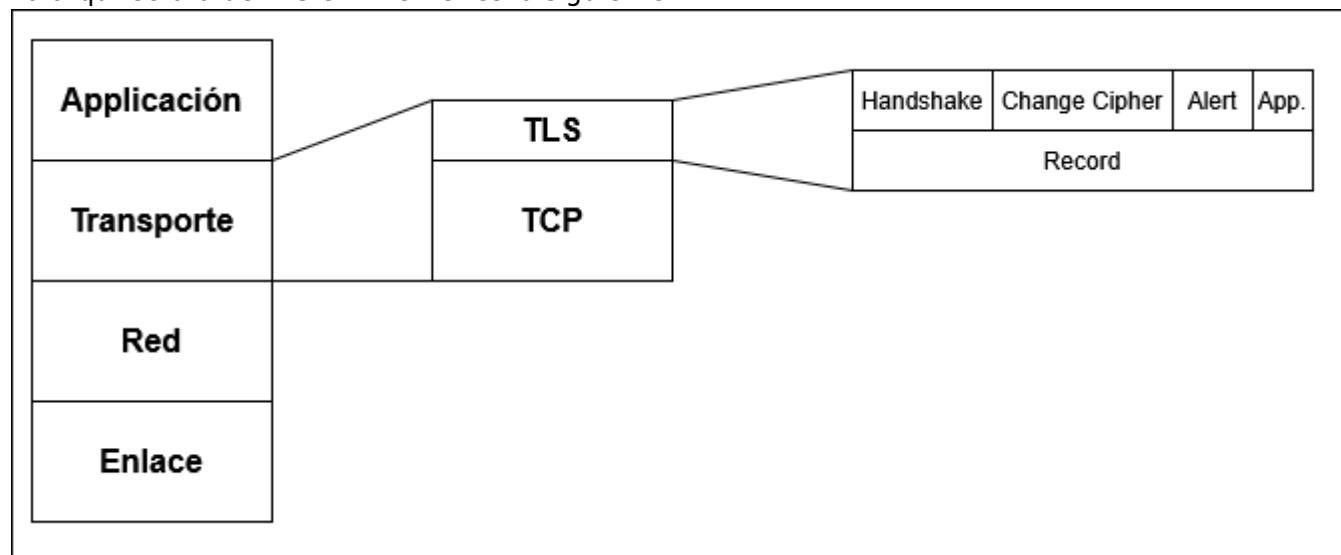 Applicación
Transporte
Red
Enlace
TLS
TCP
Handshake
Change Cipher
Alert
App.
Record